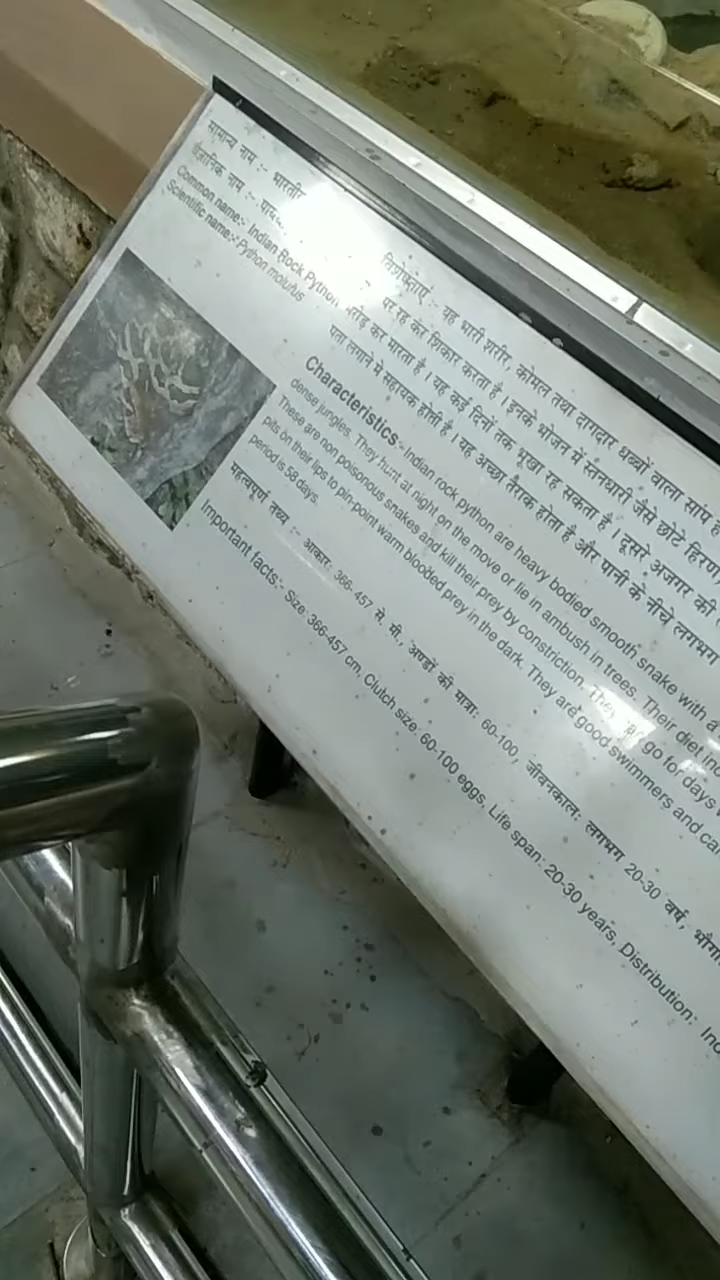 सामान्य नाम :- भारतीय
वैज्ञानिक नाम :-
Common name:- Indian Rock Python
Scientific name:- Python molurus
विशेषताएं :- यह भारी शरीर, कोमल तथा दागदार धब्बों वाला सांप
पर रह कर शिकार करता है। इनके भोजन में स्तनधारी जैसे छोटे हिरण,
मरोड़ कर मारता है। यह कई दिनों तक भूखा रह सकता है। दूसरे अजगर की
पता लगाने में सहायक होती है। यह अच्छा तैराक होता है और पानी के नीचे लगभग
Characteristics - Indian rock python are heavy bodied smooth snake with a
dense jungles. They hunt at night on the move or lie in ambush in trees. Their diet
These are non poisonous snakes and kill their prey by constriction. They go for days
pits on their lips to pin-point warm blooded prey in the dark. They are good swimmers and
period is 58 days.
महत्वपूर्ण तथ्य :- आकार: 366-457 से. मी., अण्डों की मात्रा: 60-100, जीवनकाल: लगभग 20-30 वर्ष,
Important facts:- Size: 366-457 cm, Clutch size: 60-100 eggs, Life span: 20-30 years, Distribution: